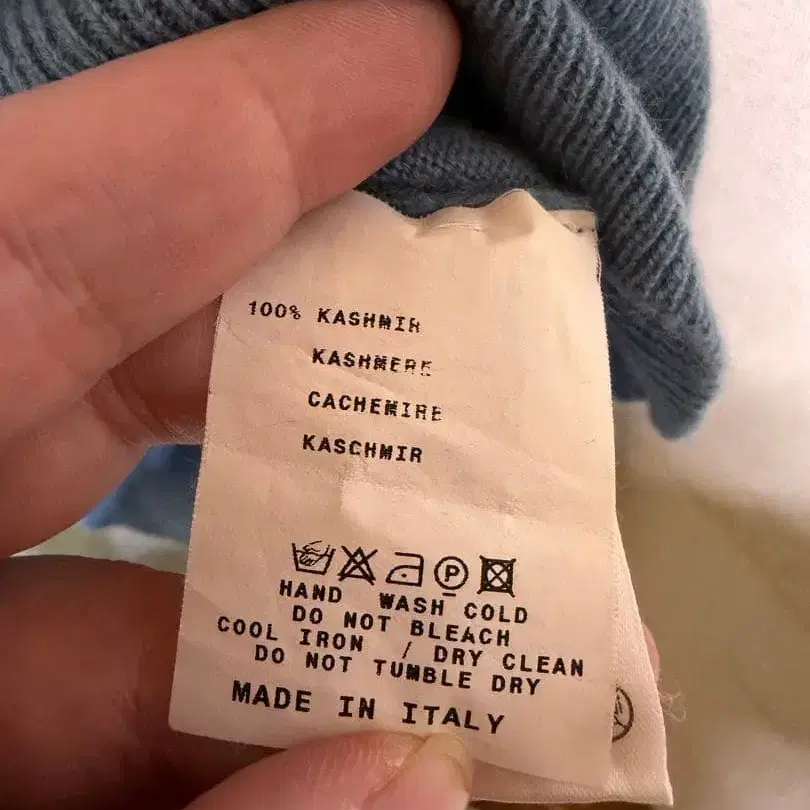 100% KASHMIR
KASHMERE
CACHEMIRE
KASCHMIR
P
HAND WASH COLD
DO NOT BLEACH
COOL IRON / DRY CLEAN
DO NOT TUMBLE DRY
MADE IN ITALY